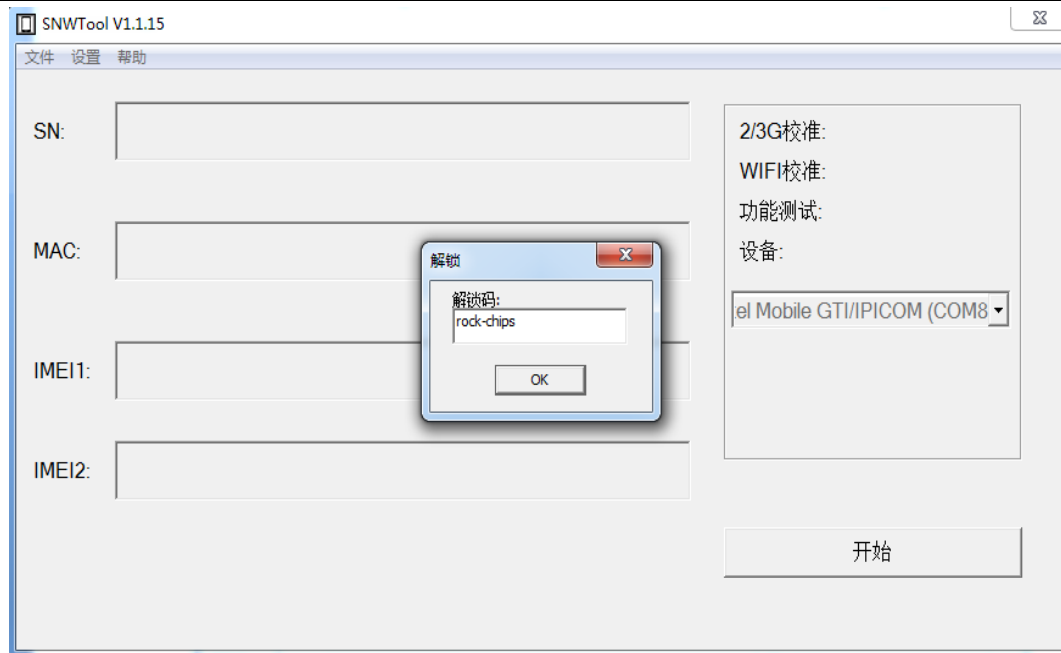 SNWTool V1.1.15
文件 设置 帮助
SN:
MAC:
IMEI1:
IMEI2:
解锁
解锁码:
rock-chips
OK
2/3G校准:
WIFI校准:
功能测试:
设备:
el Mobile GTI/IPICOM (COM8
开始